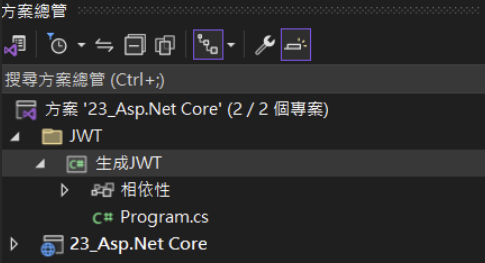 方案總管
搜尋方案總管 (Ctrl+;)
方案 '23_Asp.Net Core' (2 / 2 個專案)
JWT
C# 生成JWT
相依性
C# Program.cs
23_Asp.Net Core